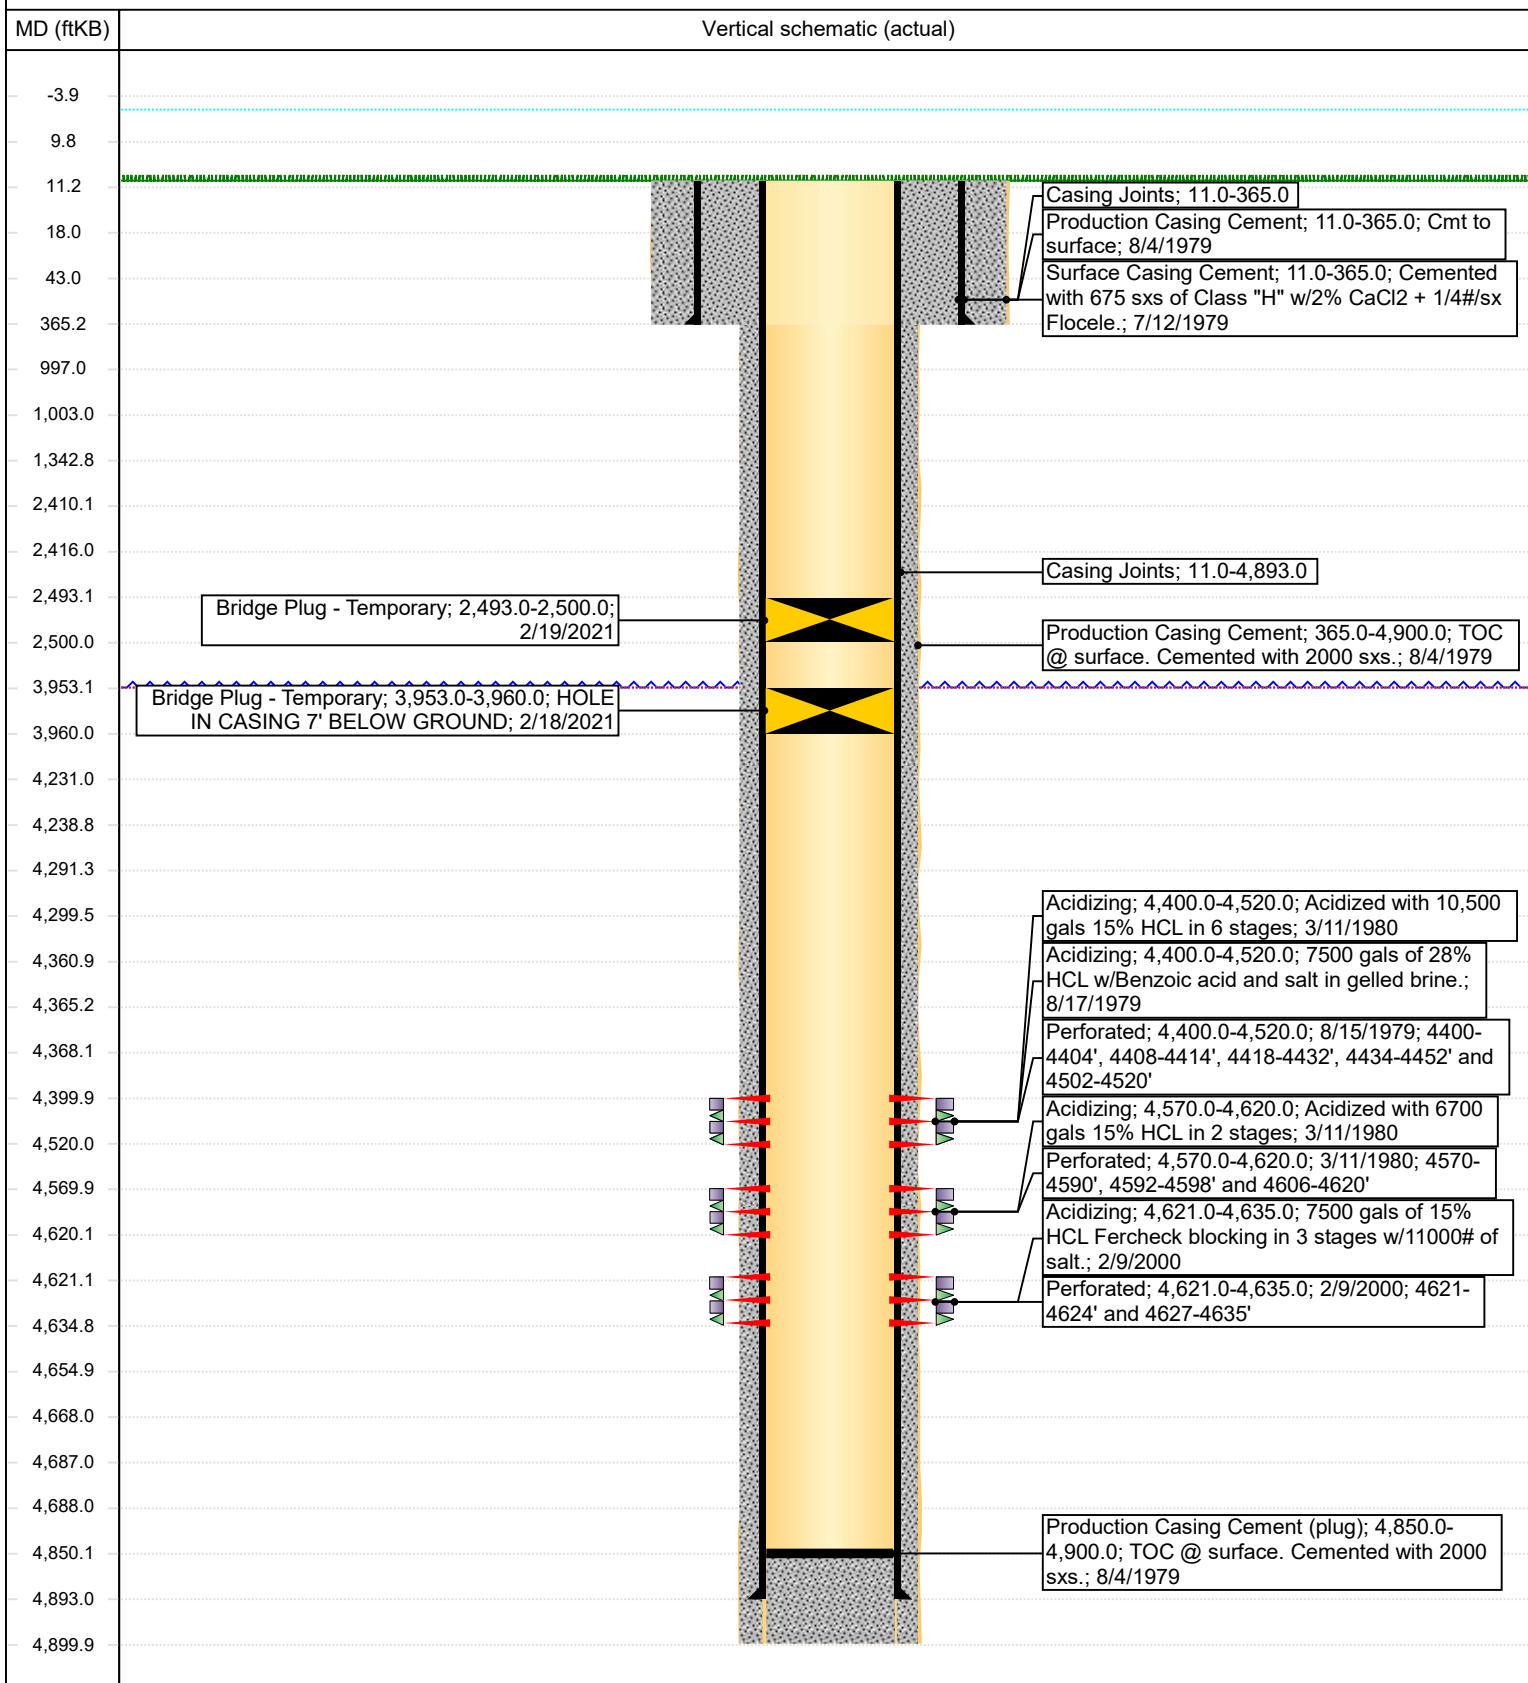 MD (ftKB)
Vertical schematic (actual)
-3.9
9.8
11.2
18.0
43.0
365.2
997.0
1,003.0
1,342.8
2,410.1
2,416.0
2,493.1
2,500.0
3,953.1
3,960.0
4,231.0
4,238.8
4,291.3
4,299.5
4,360.9
4,365.2
4,368.1
4,399.9
4,520.0
4,569.9
4,620.1
4,621.1
4,634.8
4,654.9
4,668.0
4,687.0
4,688.0
4,850.1
4,893.0
4,899.9
Bridge Plug - Temporary; 2,493.0-2,500.0;
2/19/2021
Bridge Plug - Temporary; 3,953.0-3,960.0; HOLE
IN CASING 7' BELOW GROUND; 2/18/2021
Casing Joints; 11.0-365.0
Production Casing Cement; 11.0-365.0; Cmt to
surface; 8/4/1979
Surface Casing Cement; 11.0-365.0; Cemented
with 675 sxs of Class "H" w/2% CaCl2 + 1/4#/sx
Flocele.; 7/12/1979
Casing Joints; 11.0-4,893.0
Production Casing Cement; 365.0-4,900.0; TOC
@ surface. Cemented with 2000 sxs.; 8/4/1979
Acidizing; 4,400.0-4,520.0; Acidized with 10,500
gals 15% HCL in 6 stages; 3/11/1980
Acidizing; 4,400.0-4,520.0; 7500 gals of 28%
HCL w/Benzoic acid and salt in gelled brine.;
8/17/1979
Perforated; 4,400.0-4,520.0; 8/15/1979; 4400-
4404', 4408-4414', 4418-4432', 4434-4452' and
4502-4520'
Acidizing; 4,570.0-4,620.0; Acidized with 6700
gals 15% HCL in 2 stages; 3/11/1980
Perforated; 4,570.0-4,620.0; 3/11/1980; 4570-
4590', 4592-4598' and 4606-4620'
Acidizing; 4,621.0-4,635.0; 7500 gals of 15%
HCL Fercheck blocking in 3 stages w/11000# of
salt.; 2/9/2000
Perforated; 4,621.0-4,635.0; 2/9/2000; 4621-
4624' and 4627-4635'
Production Casing Cement (plug); 4,850.0-
4,900.0; TOC @ surface. Cemented with 2000
sxs.; 8/4/1979